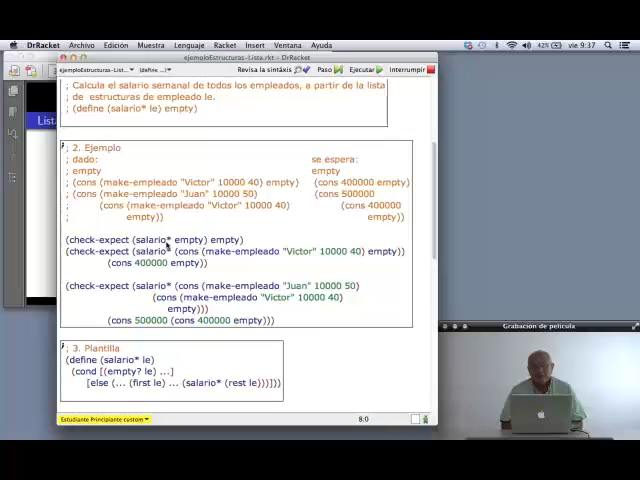 DrRacket Archivo Edición Muestra Lenguaje Racket Insert Ventana Ayuda 42% vie 9:37
ejemploEstructuras-Lista.rkt - DrRacket
ejemploEstructuras-List... (define ...) Revisa la sintáxis Paso Ejecutar Interrumpir
; Calcula el salario semanal de todos los empleados, a partir de la lista
; de estructuras de empleado le.
; (define (salario* le) empty)
; 2. Ejemplo
; dado: se espera:
; empty empty
; (cons (make-empleado "Victor" 10000 40) empty) (cons 400000 empty)
; (cons (make-empleado "Juan" 10000 50) (cons 500000
; (cons (make-empleado "Victor" 10000 40) (cons 400000
; empty)) empty))
(check-expect (salario* empty) empty)
(check-expect (salario* (cons (make-empleado "Victor" 10000 40) empty))
(cons 400000 empty))
(check-expect (salario* (cons (make-empleado "Juan" 10000 50)
(cons (make-empleado "Victor" 10000 40)
empty)))
(cons 500000 (cons 400000 empty)))
; 3. Plantilla
(define (salario* le)
(cond [(empty? le) ...]
[else (... (first le) ... (salario* (rest le)))]))
Estudiante Principiante custom 8:0
Lista
Grabación de película